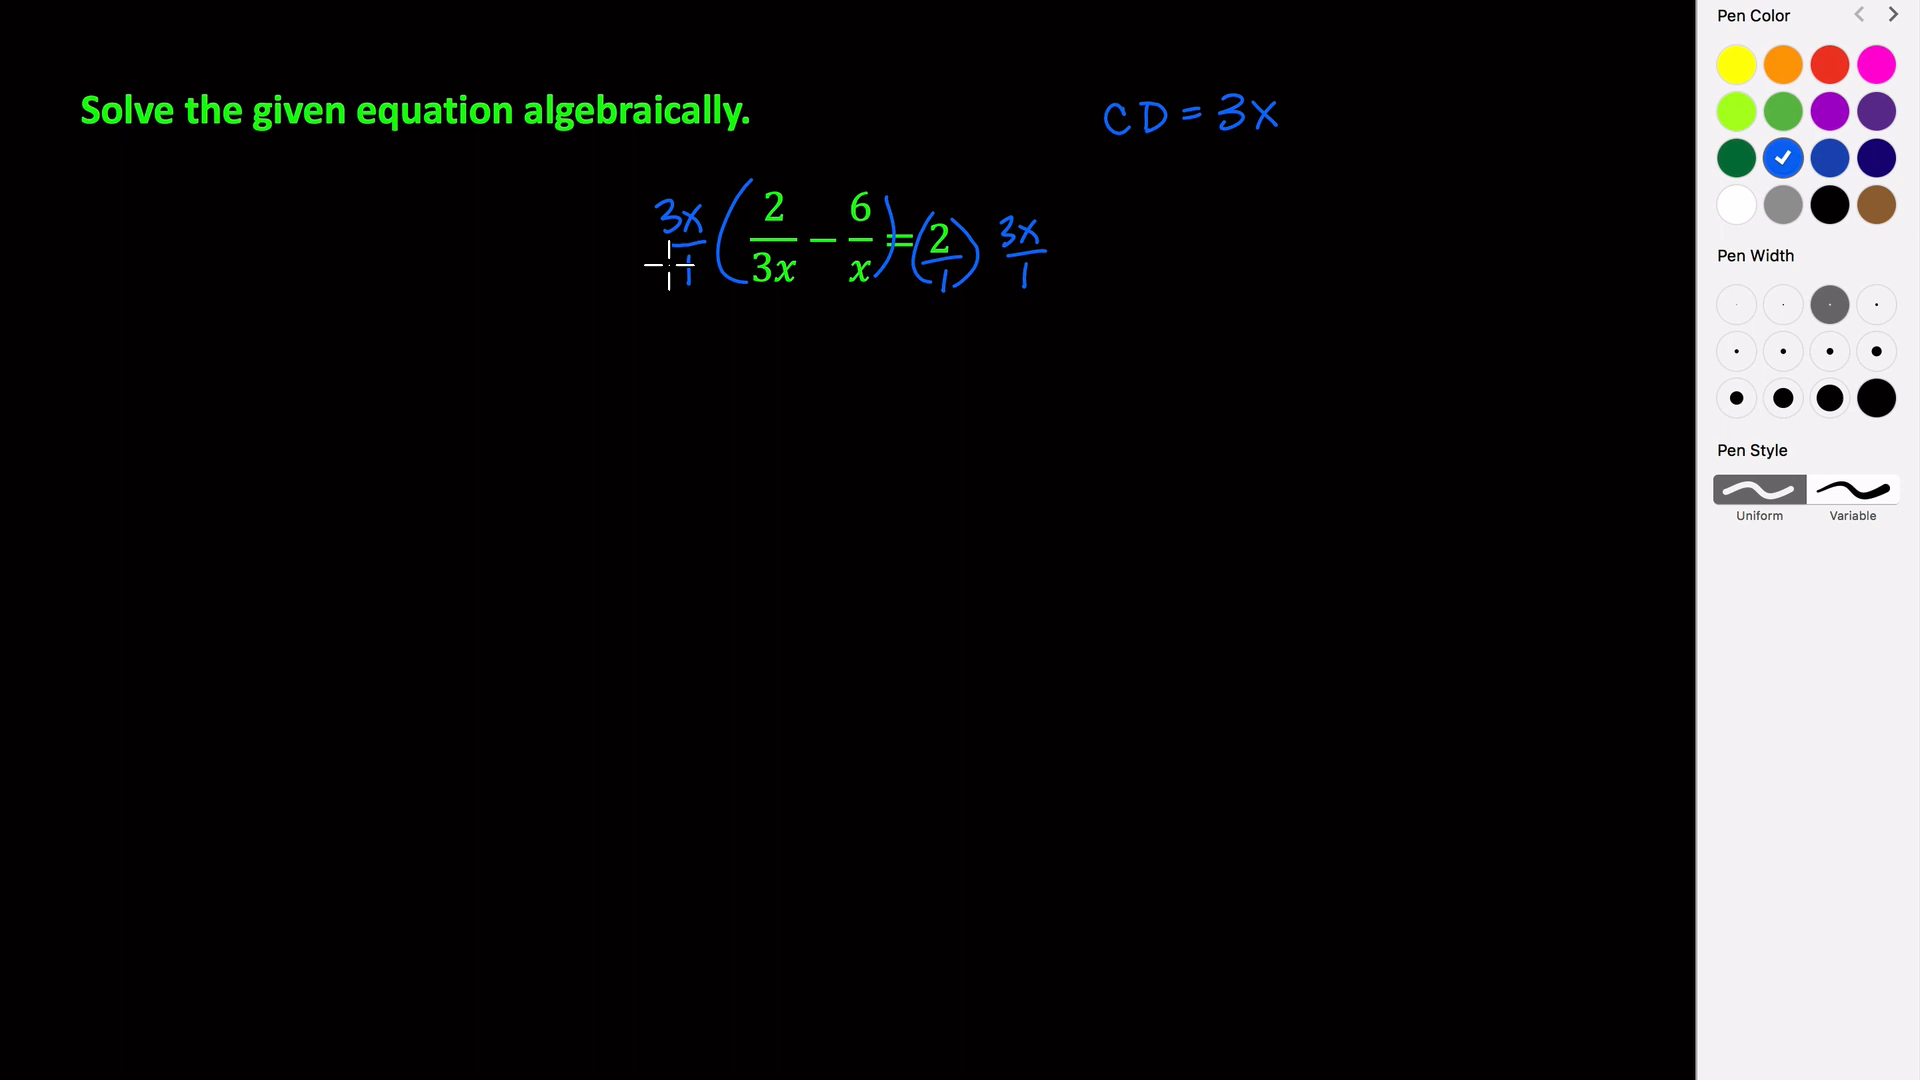 Solve the given equation algebraically.
CD = 3x
3x/1 ( 2/3x − 6/x ) = ( 2/1 ) 3x/1
Pen Color
Pen Width
Pen Style
Uniform
Variable